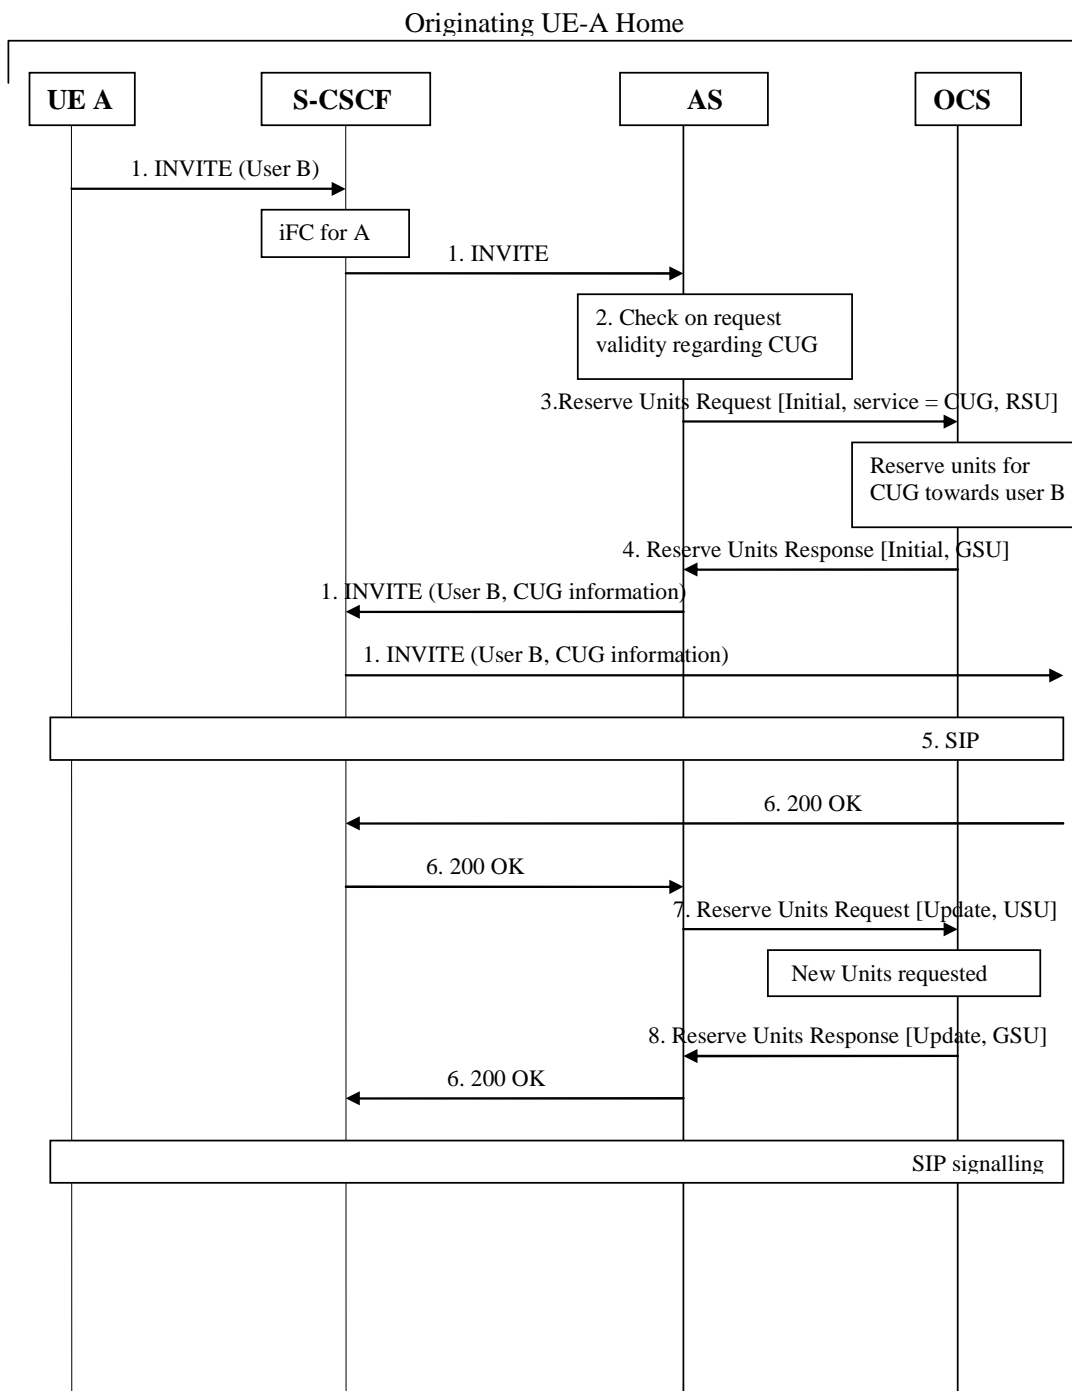 Originating UE-A Home
UE A
S-CSCF
AS
OCS
1. INVITE (User B)
iFC for A
1. INVITE
2. Check on request
validity regarding CUG
3.Reserve Units Request [Initial, service = CUG, RSU]
Reserve units for
CUG towards user B
4. Reserve Units Response [Initial, GSU]
1. INVITE (User B, CUG information)
1. INVITE (User B, CUG information)
5. SIP
6. 200 OK
6. 200 OK
7. Reserve Units Request [Update, USU]
New Units requested
8. Reserve Units Response [Update, GSU]
6. 200 OK
SIP signalling